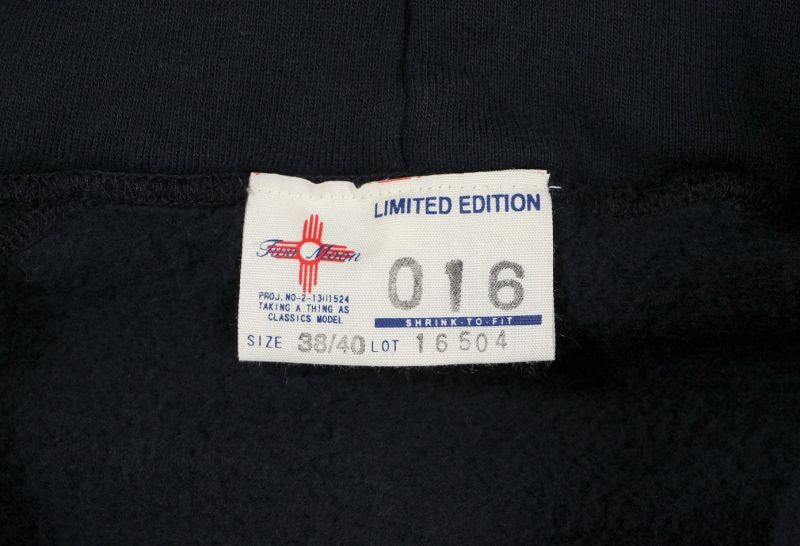 LIMITED EDITION
Two Moon
016
PROJ. NO-2-1311524
TAKING A THING AS
CLASSICS MODEL
SHRINK-TO-FIT
SIZE 38/40 LOT 16504